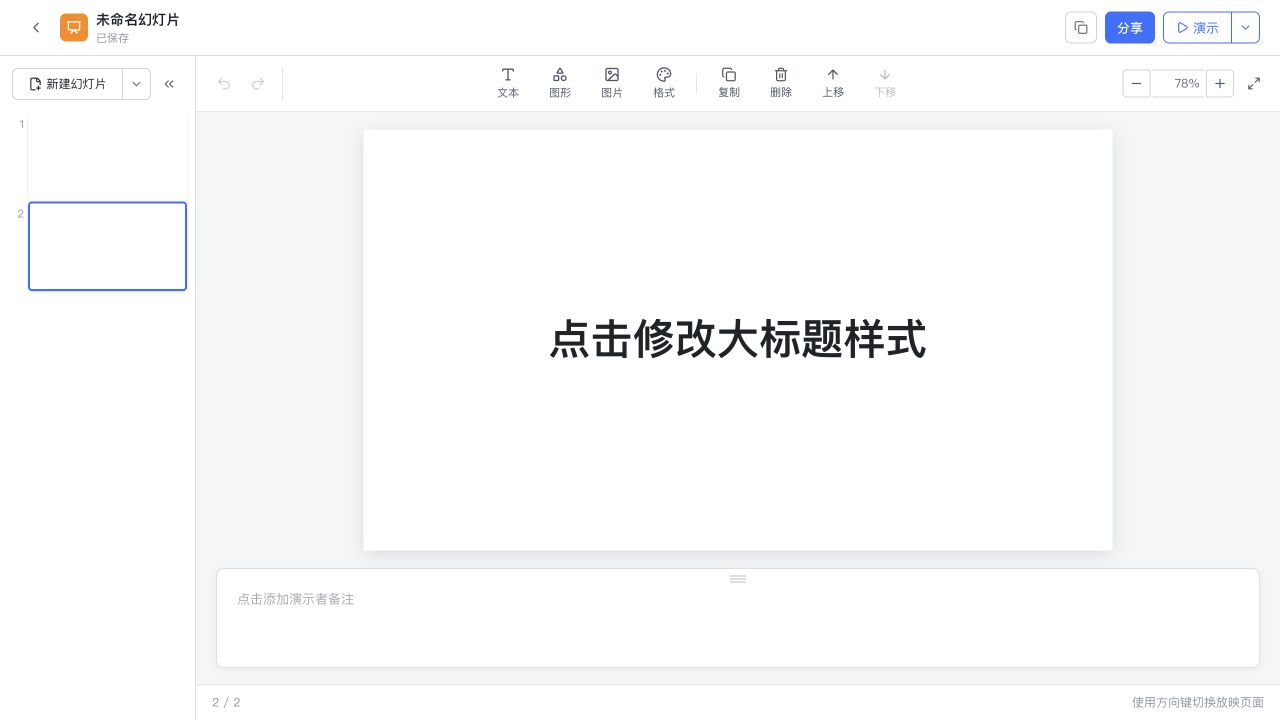 未命名幻灯片
已保存
分享
演示
新建幻灯片
文本
图形
图片
格式
复制
删除
上移
下移
78%
1
2
点击修改大标题样式
点击添加演示者备注
2 / 2
使用方向键切换放映页面